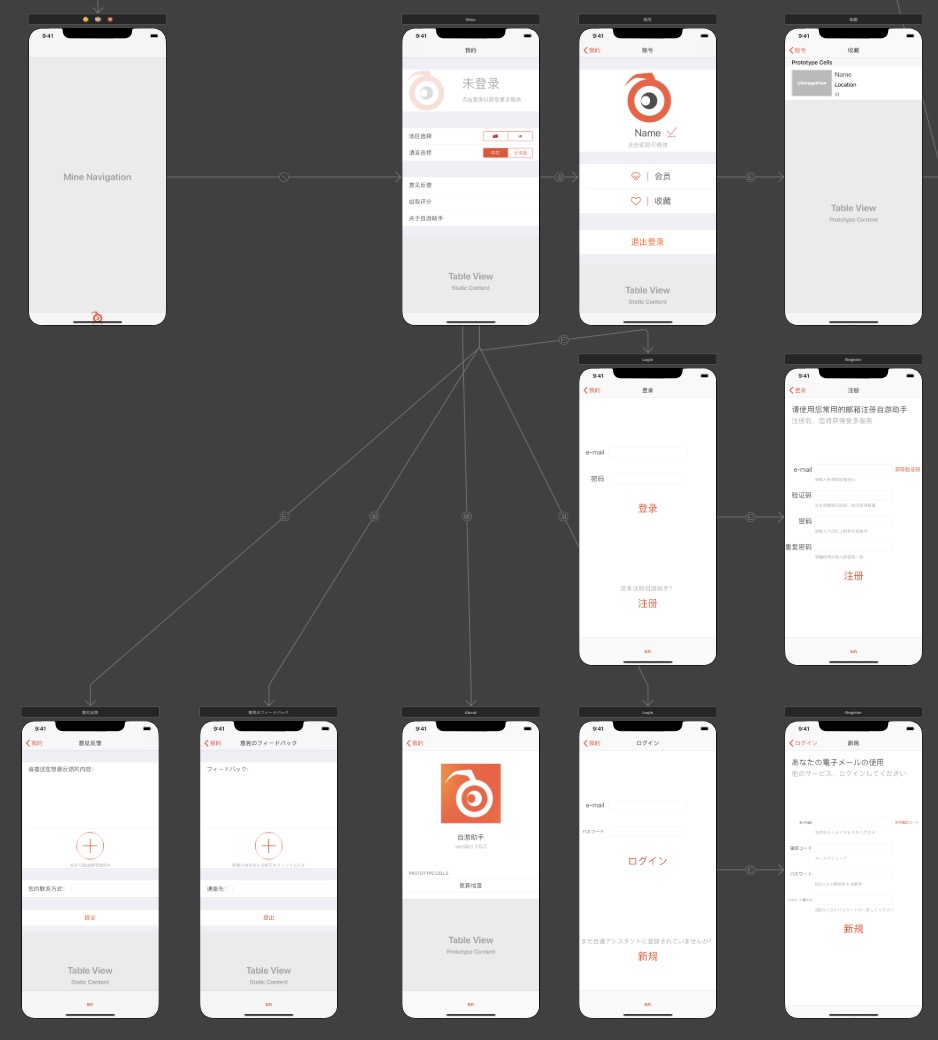 9:41
Mine Navigation
Mine
9:41
我的
未登录
点击登录以获取更多服务
地区选择
语言选择
中文
日本語
意见反馈
给我评分
关于自游助手
Table View
Static Content
账号
9:41
我的
账号
Name
点击昵称可修改
会员
收藏
退出登录
Table View
Static Content
收藏
9:41
账号
收藏
Prototype Cells
UIImageView
Name
Location
id
Table View
Prototype Content
Login
9:41
我的
登录
e-mail
密码
登录
还未注册自游助手?
注册
Register
9:41
登录
注册
请使用您常用的邮箱注册自游助手
注册后，您将获得更多服务
e-mail
获取验证码
验证码
密码
重复密码
注册
意见反馈
9:41
我的
意见反馈
请描述您想要反馈的内容:
您的联系方式:
提交
Table View
Static Content
意見のフィードバック
9:41
我的
意見のフィードバック
フィードバック:
連絡先:
提出
Table View
Static Content
About
9:41
我的
自游助手
version 1.0.0
PROTOTYPE CELLS
更新检查
Table View
Prototype Content
Login
9:41
我的
ログイン
e-mail
パスワード
ログイン
まだ自遊アシスタントに登録されていませんか?
新規
Register
9:41
ログイン
新規
あなたの電子メールの使用
他のサービス、ログインしてください
e-mail
確認コード
パスワード
新規